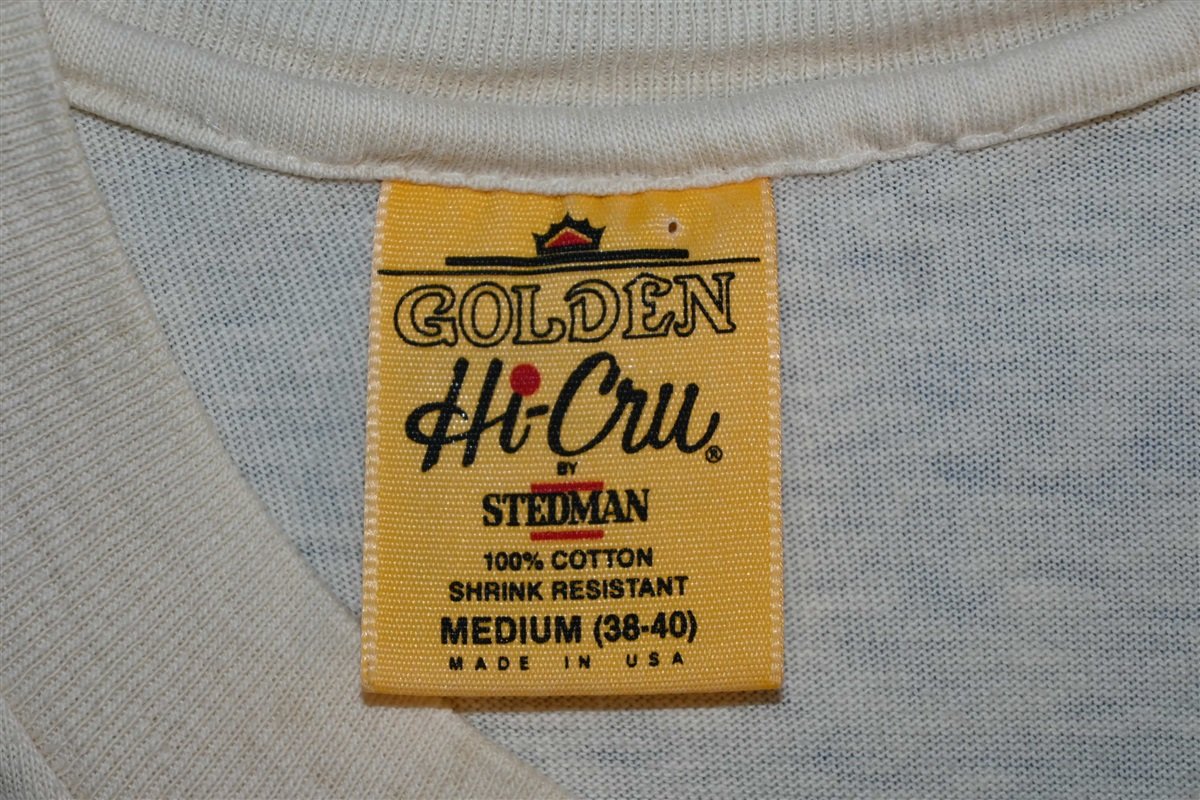 GOLDEN
Hi-Cru®
BY
STEDMAN
100% COTTON
SHRINK RESISTANT
MEDIUM (38-40)
MADE IN USA